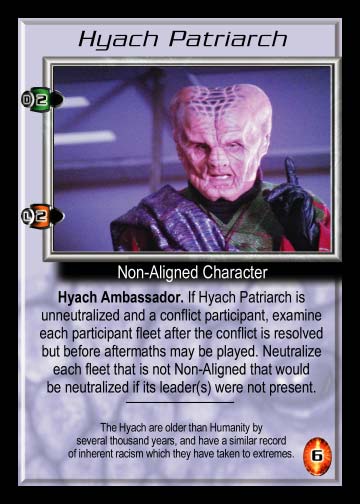 Hyach Patriarch
D 2
L 2
Non-Aligned Character
Hyach Ambassador. If Hyach Patriarch is
unneutralized and a conflict participant, examine
each participant fleet after the conflict is resolved
but before aftermaths may be played. Neutralize
each fleet that is not Non-Aligned that would
be neutralized if its leader(s) were not present.
The Hyach are older than Humanity by
several thousand years, and have a similar record
of inherent racism which they have taken to extremes.
6